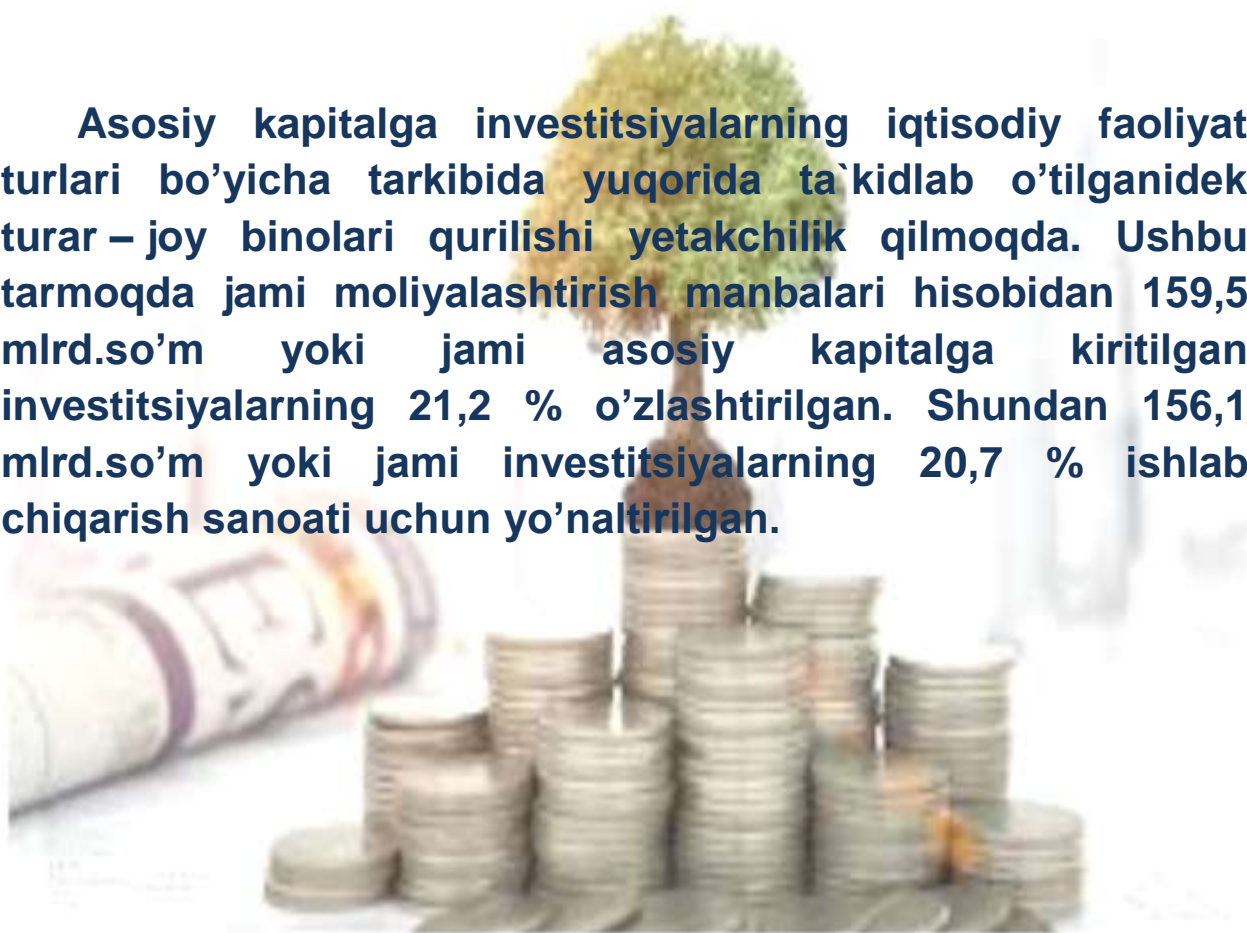 Asosiy kapitalga investitsiyalarning iqtisodiy faoliyat
turlari bo’yicha tarkibida yuqorida ta`kidlab o’tilganidek
turar – joy binolari qurilishi yetakchilik qilmoqda. Ushbu
tarmoqda jami moliyalashtirish manbalari hisobidan 159,5
mlrd.so’m yoki jami asosiy kapitalga kiritilgan
investitsiyalarning 21,2 % o’zlashtirilgan. Shundan 156,1
mlrd.so’m yoki jami investitsiyalarning 20,7 % ishlab
chiqarish sanoati uchun yo’naltirilgan.